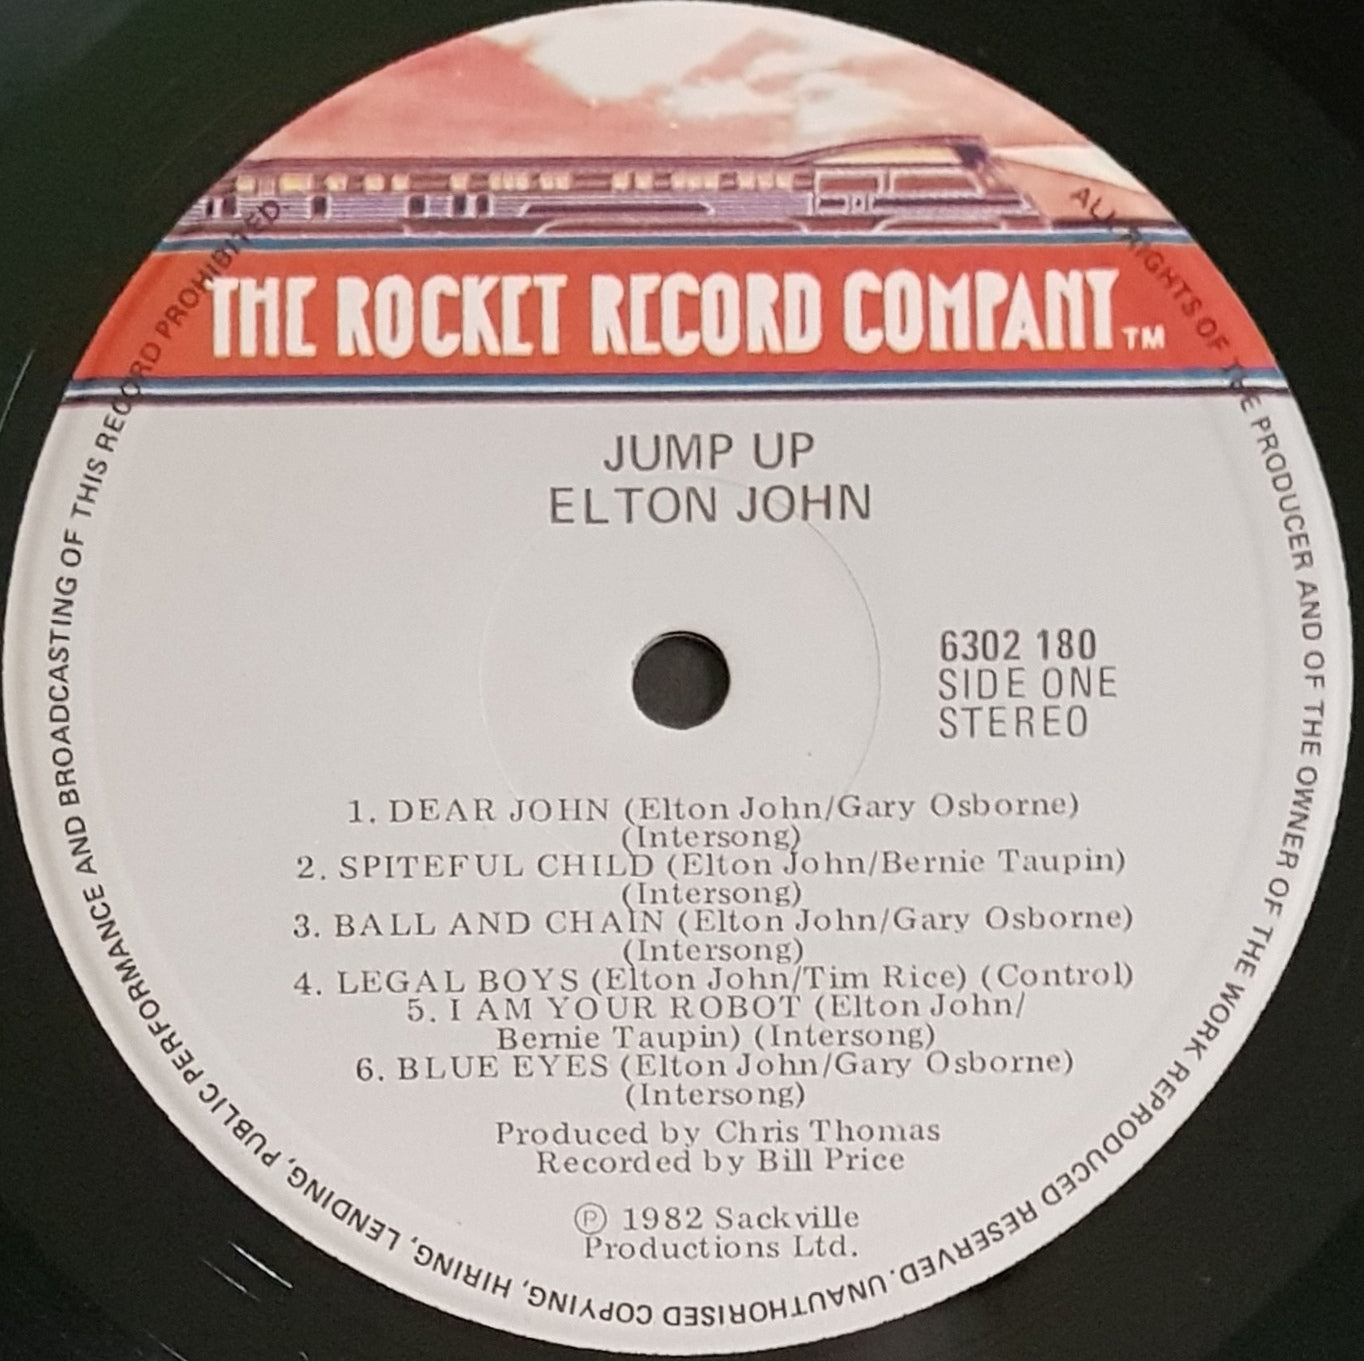 THE ROCKET RECORD COMPANY TM
JUMP UP
ELTON JOHN
6302 180
SIDE ONE
STEREO
1. DEAR JOHN (Elton John/Gary Osborne)
(Intersong)
2. SPITEFUL CHILD (Elton John/Bernie Taupin)
(Intersong)
3. BALL AND CHAIN (Elton John/Gary Osborne)
(Intersong)
4. LEGAL BOYS (Elton John/Tim Rice) (Control)
5. I AM YOUR ROBOT (Elton John/
Bernie Taupin) (Intersong)
6. BLUE EYES (Elton John/Gary Osborne)
(Intersong)
Produced by Chris Thomas
Recorded by Bill Price
℗ 1982 Sackville
Productions Ltd.
ALL RIGHTS OF THE PRODUCER AND OF THE OWNER OF THE WORK REPRODUCED RESERVED. UNAUTHORISED COPYING, HIRING, LENDING, PUBLIC PERFORMANCE AND BROADCASTING OF THIS RECORD PROHIBITED.